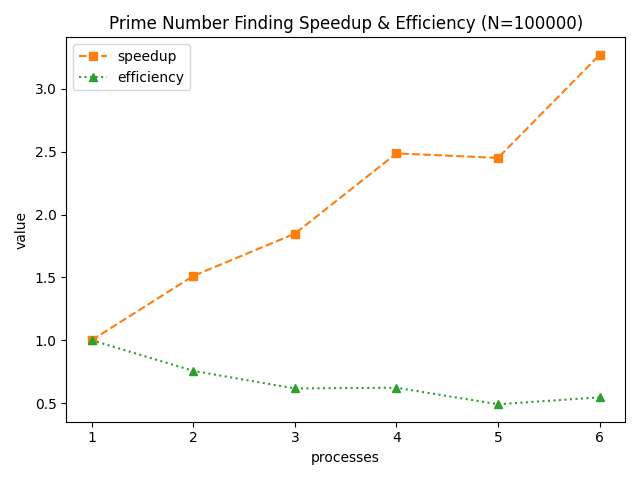 Prime Number Finding Speedup & Efficiency (N=100000)
speedup
efficiency
3.0
2.5
2.0
1.5
1.0
0.5
value
1 2 3 4 5 6
processes